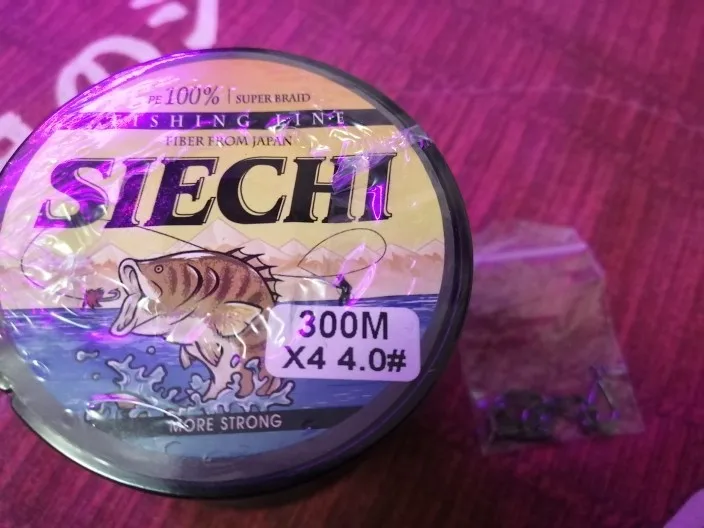 PE 100% | SUPER BRAID
FISHING LINE
FIBER FROM JAPAN
SIECHI
300M
X4 4.0#
MORE STRONG